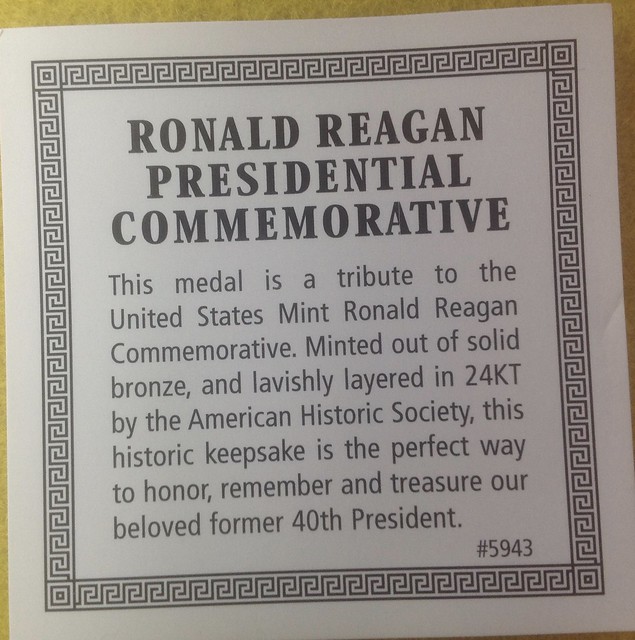 RONALD REAGAN
PRESIDENTIAL
COMMEMORATIVE
This medal is a tribute to the
United States Mint Ronald Reagan
Commemorative. Minted out of solid
bronze, and lavishly layered in 24KT
by the American Historic Society, this
historic keepsake is the perfect way
to honor, remember and treasure our
beloved former 40th President.
#5943